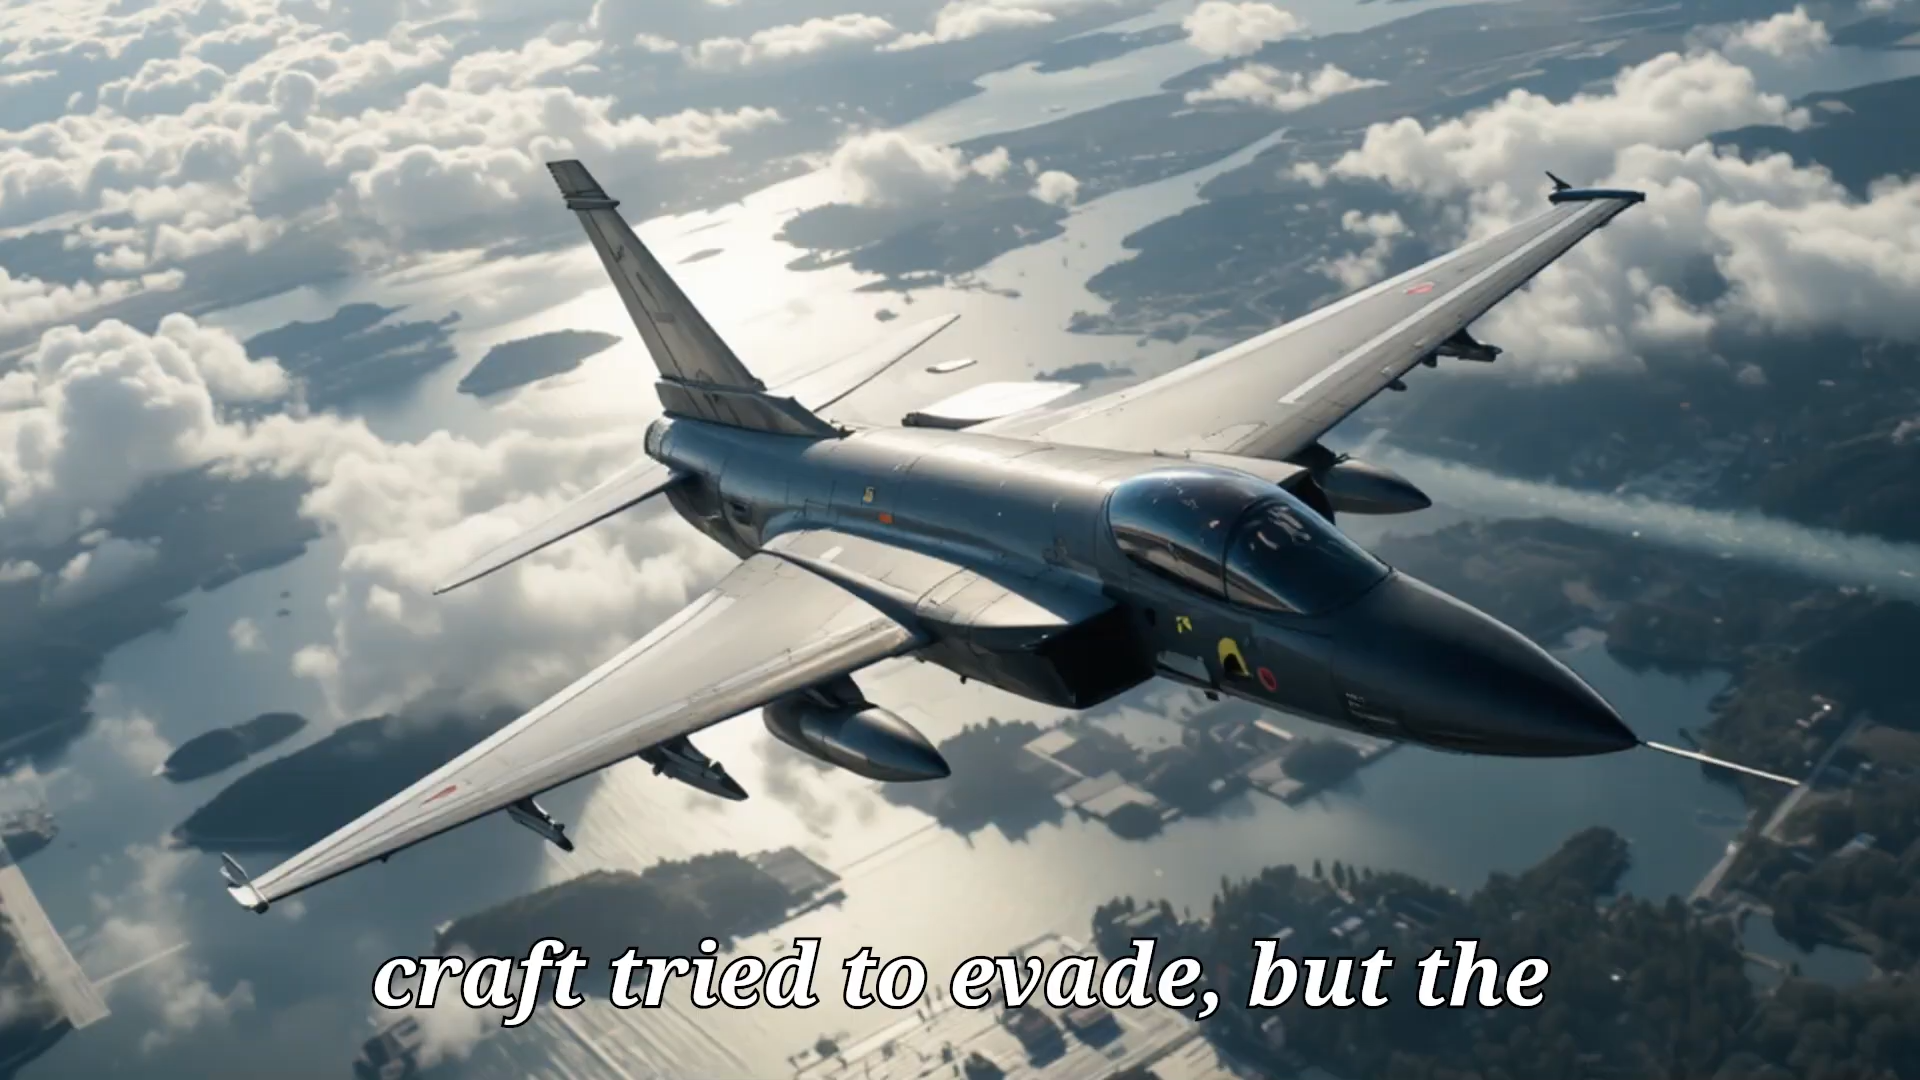 craft tried to evade, but the